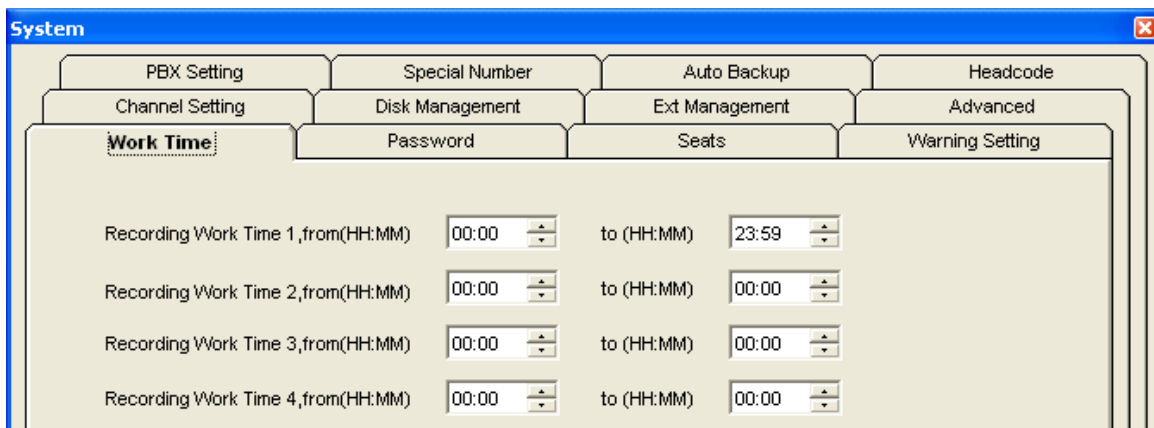 System
PBX Setting Special Number Auto Backup Headcode
Channel Setting Disk Management Ext Management Advanced
Work Time Password Seats Warning Setting
Recording Work Time 1,from(HH:MM) 00:00 to (HH:MM) 23:59
Recording Work Time 2,from(HH:MM) 00:00 to (HH:MM) 00:00
Recording Work Time 3,from(HH:MM) 00:00 to (HH:MM) 00:00
Recording Work Time 4,from(HH:MM) 00:00 to (HH:MM) 00:00